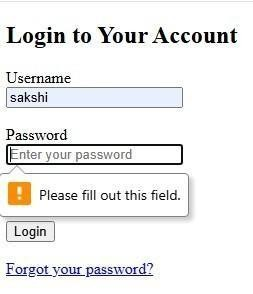 Login to Your Account
Username
sakshi
Password
Enter your password
! Please fill out this field.
Login
Forgot your password?